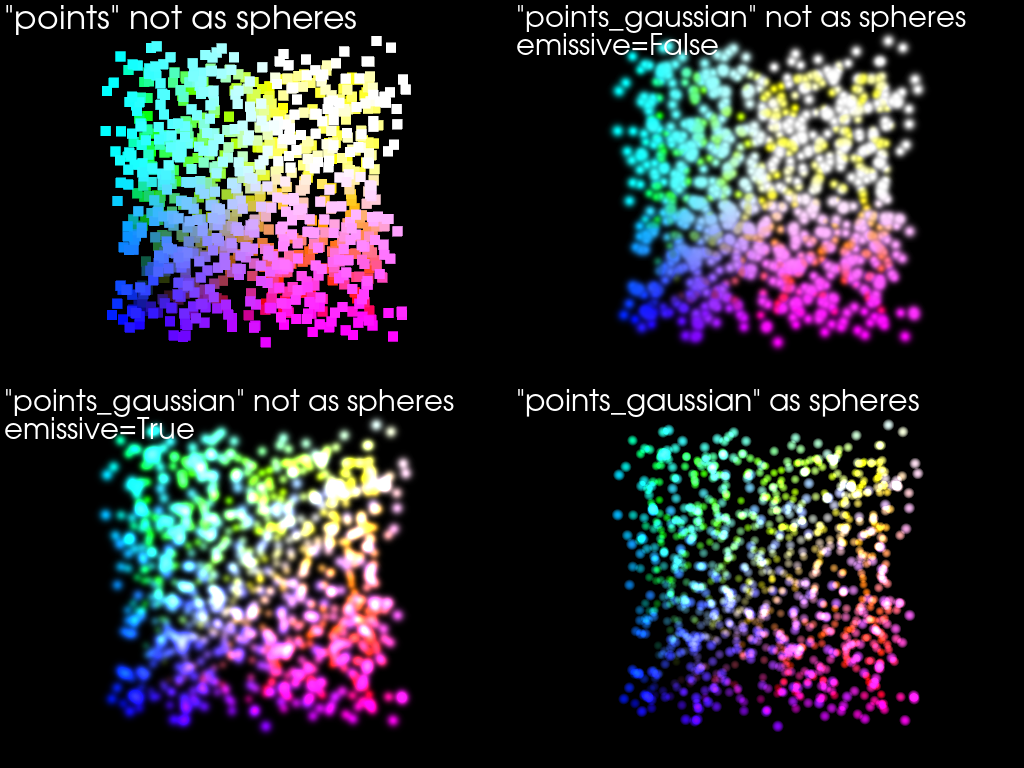 "points" not as spheres
"points_gaussian" not as spheres
emissive=False
"points_gaussian" not as spheres
emissive=True
"points_gaussian" as spheres